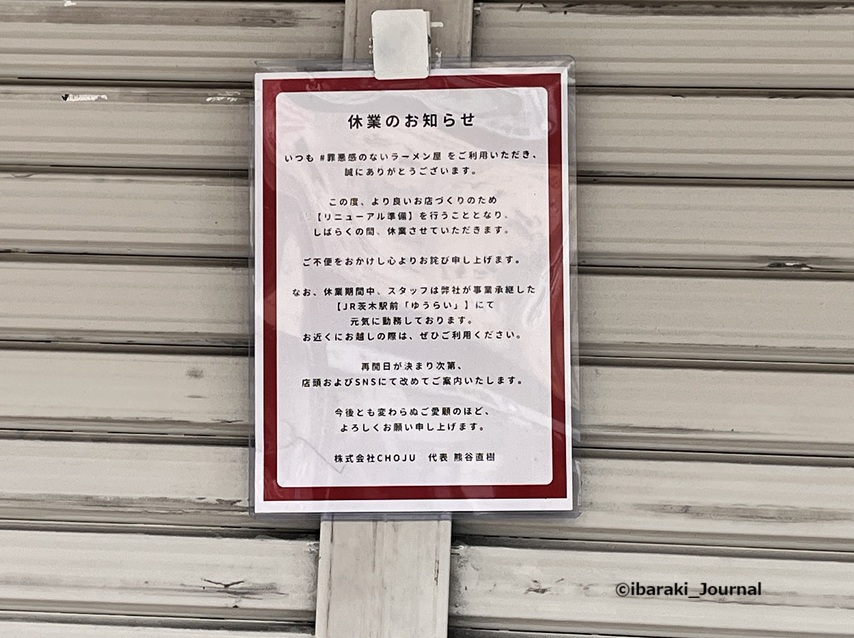 休業のお知らせ
いつも #罪悪感のないラーメン屋 をご利用いただき、
誠にありがとうございます。
この度、より良いお店づくりのため
【リニューアル準備】を行うこととなり、
しばらくの間、休業させていただきます。
ご不便をおかけし心よりお詫び申し上げます。
なお、休業期間中、スタッフは弊社が事業承継した
【JR茨木駅前「ゆうらい」】にて
元気に勤務しております。
お近くにお越しの際は、ぜひご利用ください。
再開日が決まり次第、
店頭およびSNSにて改めてご案内いたします。
今後とも変わらぬご愛顧のほど、
よろしくお願い申し上げます。
株式会社CHOJU 代表 熊谷直樹
©ibaraki_Journal